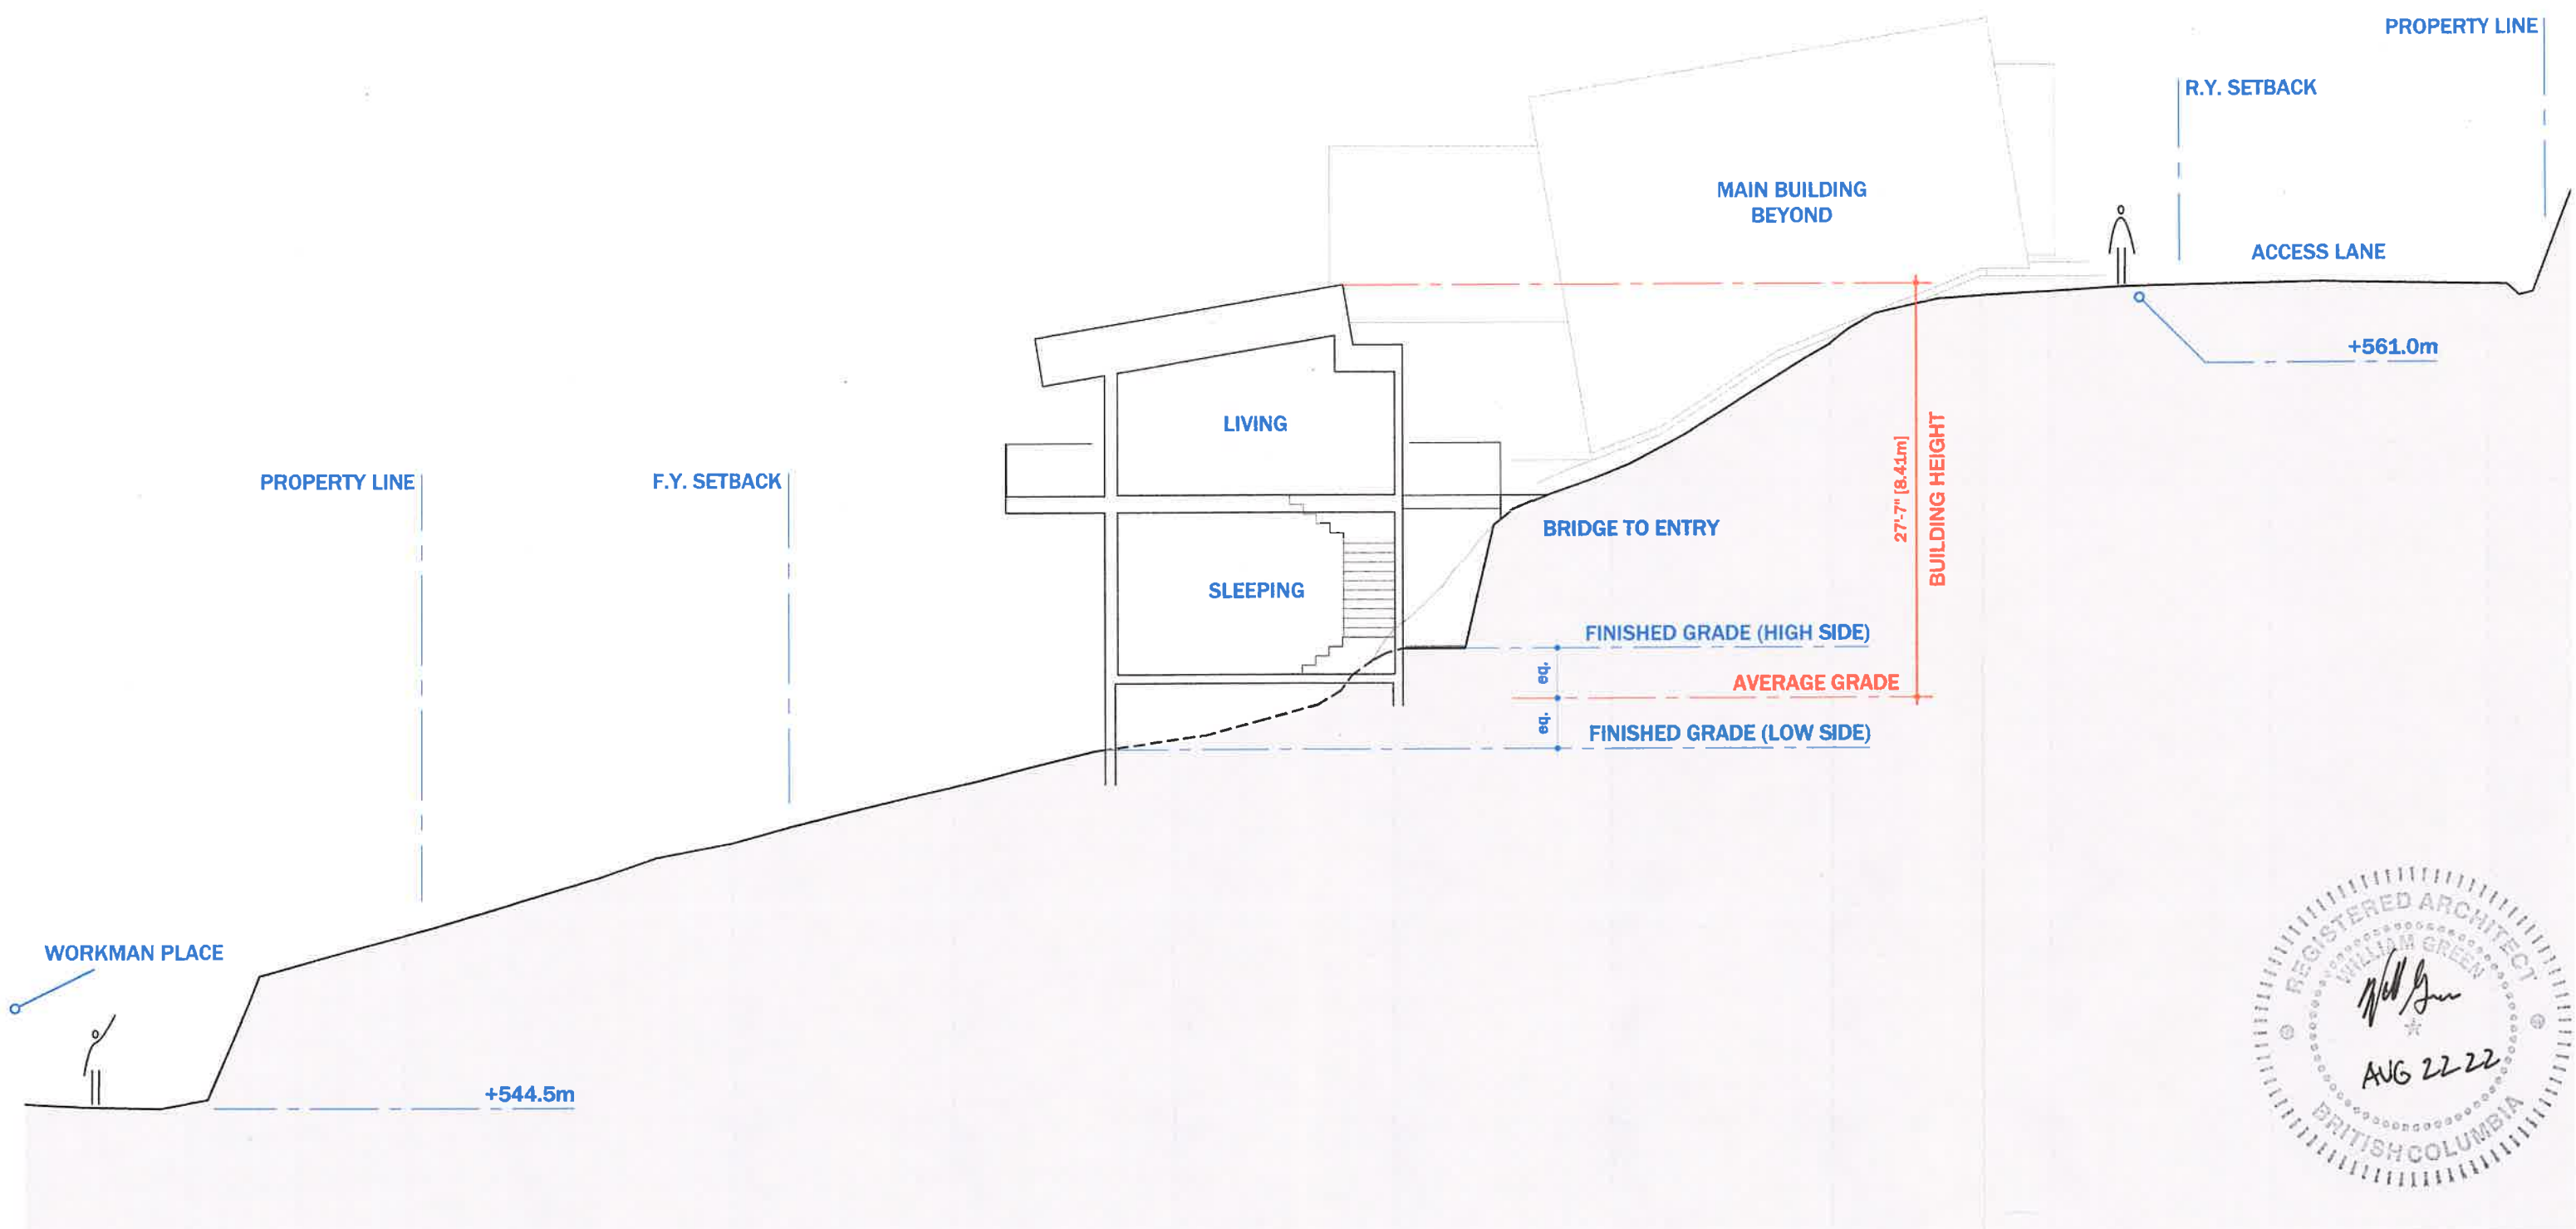 PROPERTY LINE
R.Y. SETBACK
MAIN BUILDING
BEYOND
ACCESS LANE
+561.0m
LIVING
27'-7" [8.41m]
BUILDING HEIGHT
PROPERTY LINE
F.Y. SETBACK
BRIDGE TO ENTRY
SLEEPING
FINISHED GRADE (HIGH SIDE)
eq.
AVERAGE GRADE
eq.
FINISHED GRADE (LOW SIDE)
WORKMAN PLACE
+544.5m
REGISTERED ARCHITECT
WILLIAM GREEN
Will Green
AUG 22 22
BRITISH COLUMBIA